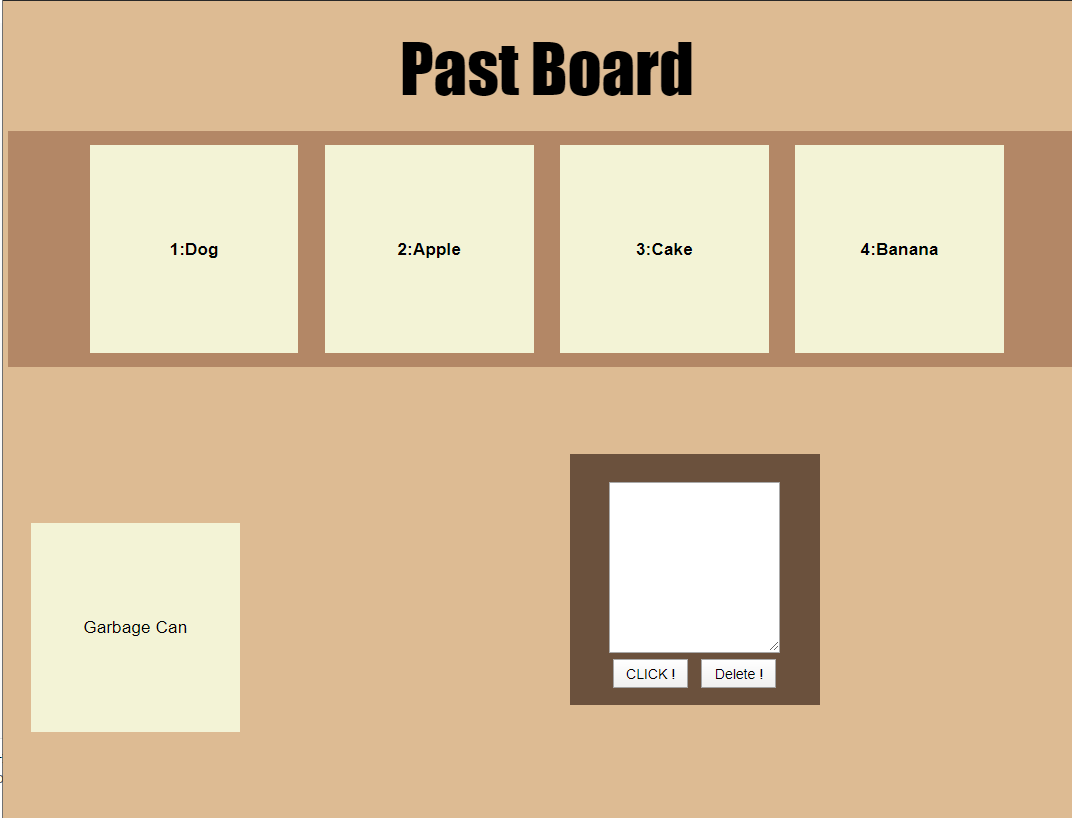 Past Board
1:Dog
2:Apple
3:Cake
4:Banana
Garbage Can
CLICK !
Delete !